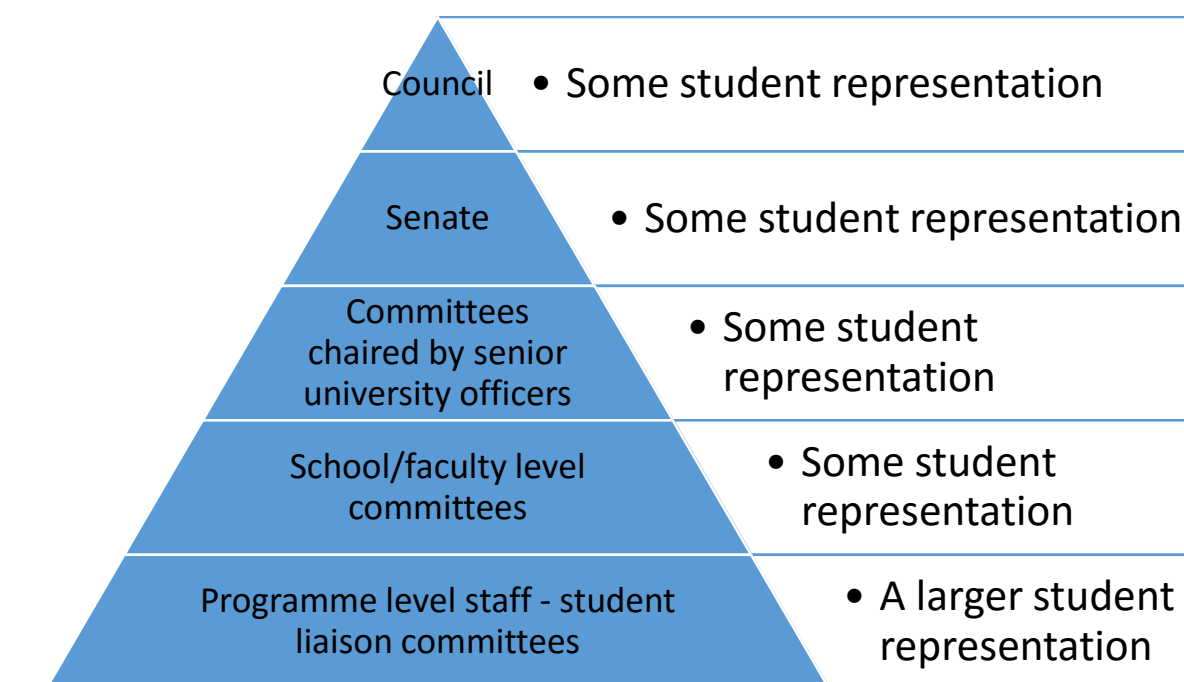 Council
• Some student representation
Senate
• Some student representation
Committees
chaired by senior
university officers
• Some student
representation
School/faculty level
committees
• Some student
representation
Programme level staff - student
liaison committees
• A larger student
representation